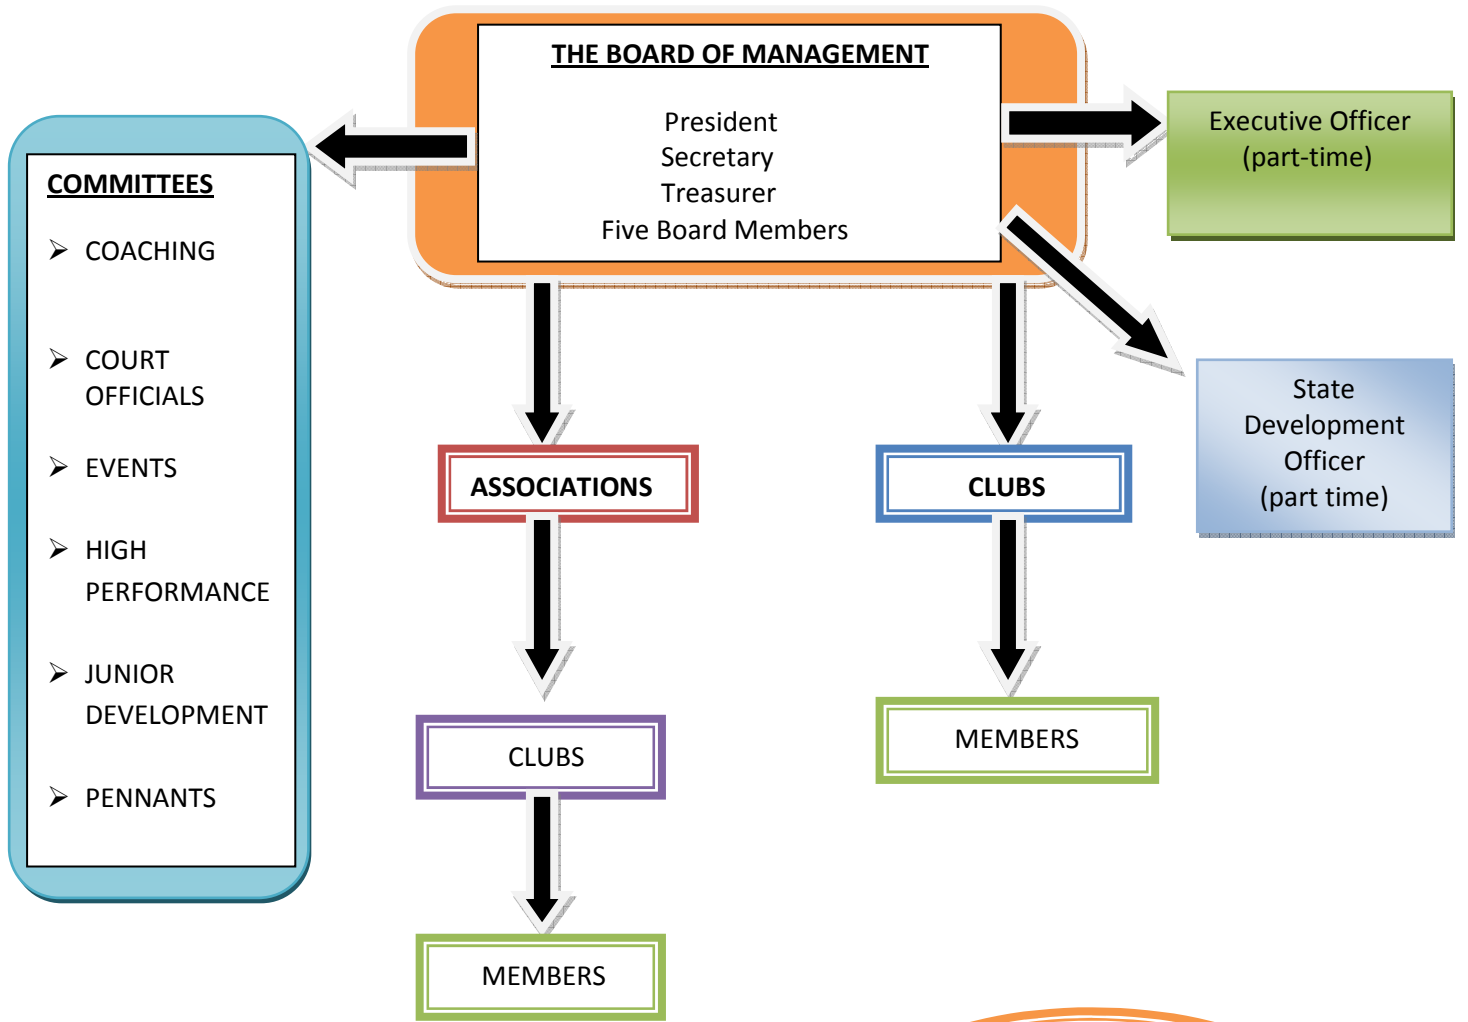 THE BOARD OF MANAGEMENT
President
Secretary
Treasurer
Five Board Members
Executive Officer
(part-time)
State
Development
Officer
(part time)
COMMITTEES
COACHING
COURT
OFFICIALS
EVENTS
HIGH
PERFORMANCE
JUNIOR
DEVELOPMENT
PENNANTS
ASSOCIATIONS
CLUBS
MEMBERS
CLUBS
MEMBERS